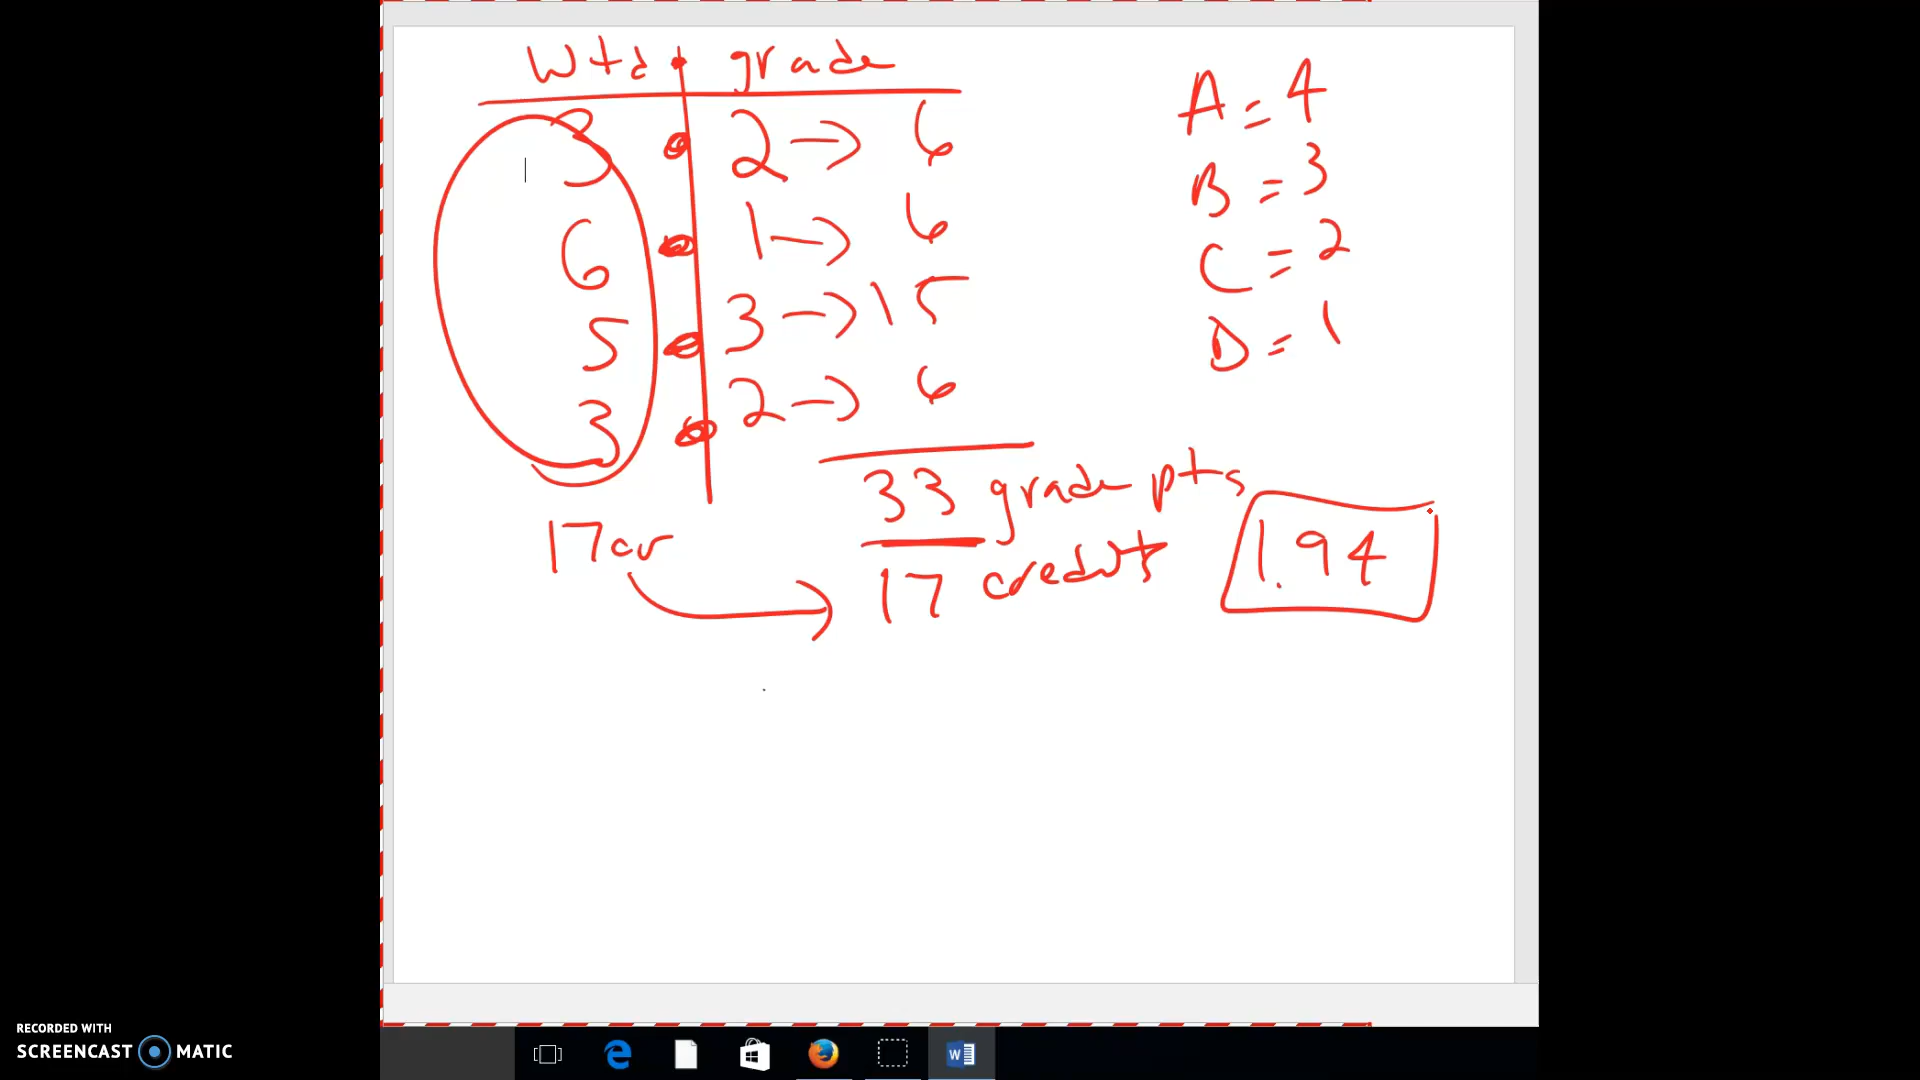 Wtd • grade
3 • 2 → 6
6 • 1 → 6
5 • 3 → 15
3 • 2 → 6
33 grade pts
17 cr → 17 credits
1.94
A = 4
B = 3
C = 2
D = 1
RECORDED WITH
SCREENCAST MATIC